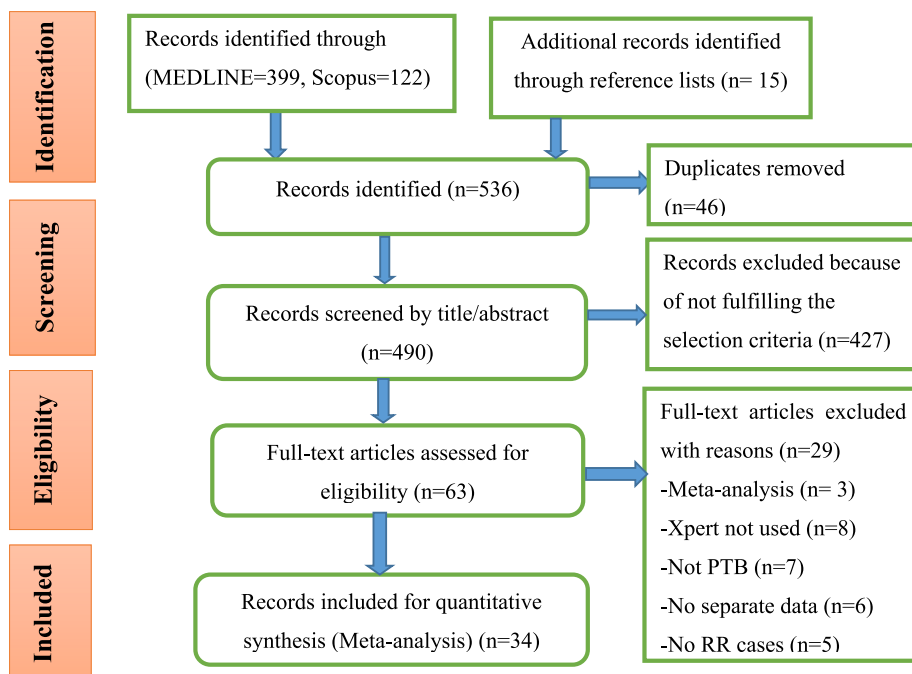 Identification
Records identified through
(MEDLINE=399, Scopus=122)
Additional records identified
through reference lists (n= 15)
Records identified (n=536)
Duplicates removed
(n=46)
Screening
Records screened by title/abstract
(n=490)
Records excluded because
of not fulfilling the
selection criteria (n=427)
Eligibility
Full-text articles assessed for
eligibility (n=63)
Full-text articles excluded
with reasons (n=29)
-Meta-analysis (n= 3)
-Xpert not used (n=8)
-Not PTB (n=7)
-No separate data (n=6)
-No RR cases (n=5)
Included
Records included for quantitative
synthesis (Meta-analysis) (n=34)